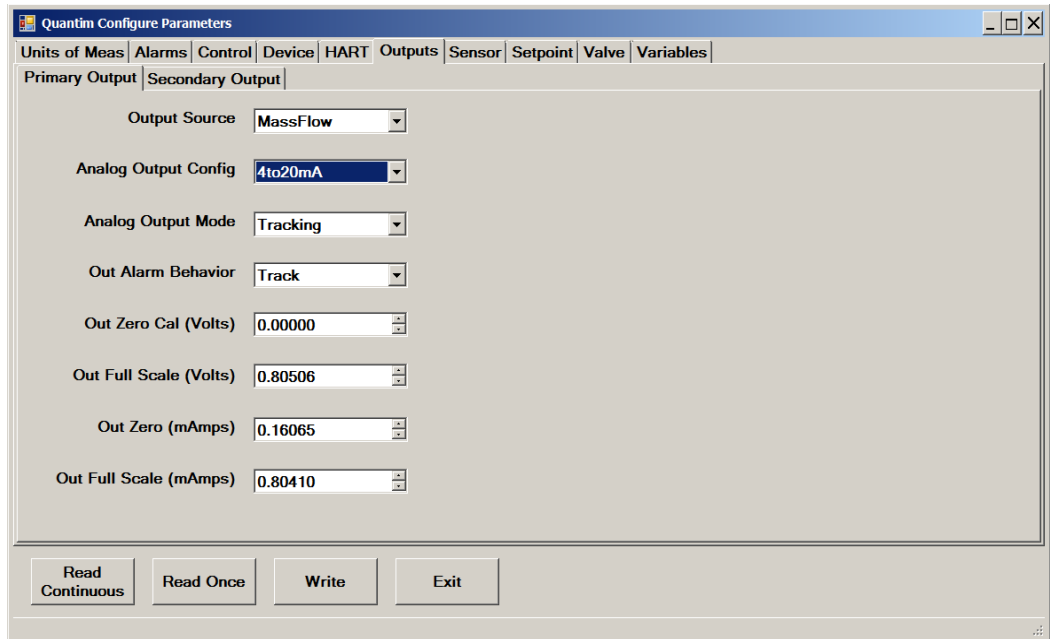 Quantim Configure Parameters
Units of Meas Alarms Control Device HART Outputs Sensor Setpoint Valve Variables
Primary Output Secondary Output
Output Source MassFlow
Analog Output Config 4to20mA
Analog Output Mode Tracking
Out Alarm Behavior Track
Out Zero Cal (Volts) 0.00000
Out Full Scale (Volts) 0.80506
Out Zero (mAmps) 0.16065
Out Full Scale (mAmps) 0.80410
Read Continuous Read Once Write Exit